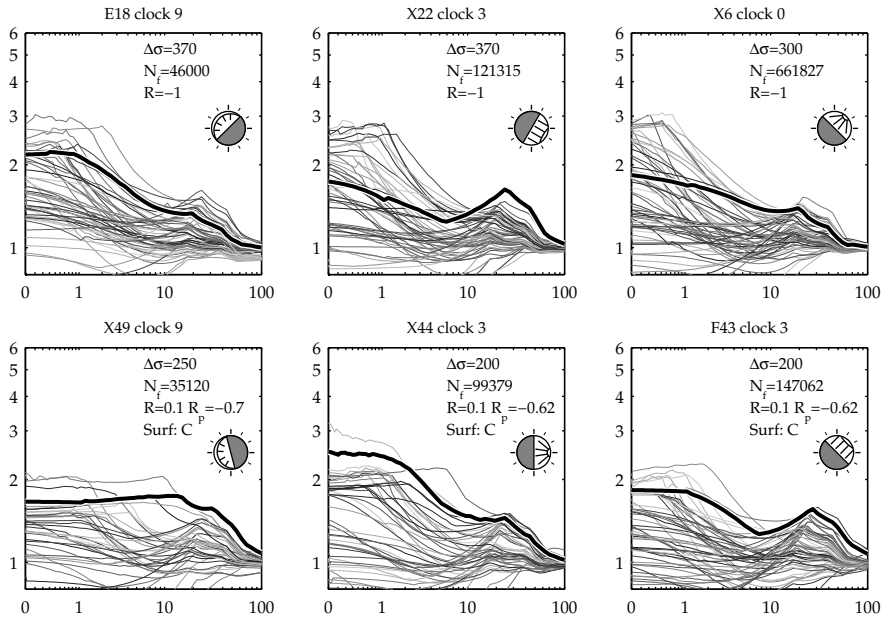 E18 clock 9
6
5
4
3
2
1
0 1 10 100
Δσ=370
N_f=46000
R=−1
X22 clock 3
6
5
4
3
2
1
0 1 10 100
Δσ=370
N_f=121315
R=−1
X6 clock 0
6
5
4
3
2
1
0 1 10 100
Δσ=300
N_f=661827
R=−1
X49 clock 9
6
5
4
3
2
1
0 1 10 100
Δσ=250
N_f=35120
R=0.1 R_p=−0.7
Surf: C
X44 clock 3
6
5
4
3
2
1
0 1 10 100
Δσ=200
N_f=99379
R=0.1 R_p=−0.62
Surf: C
F43 clock 3
6
5
4
3
2
1
0 1 10 100
Δσ=200
N_f=147062
R=0.1 R_p=−0.62
Surf: C